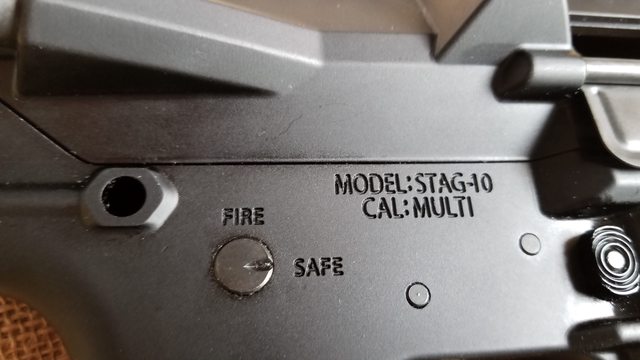 MODEL: STAG-10
CAL: MULTI
FIRE
SAFE